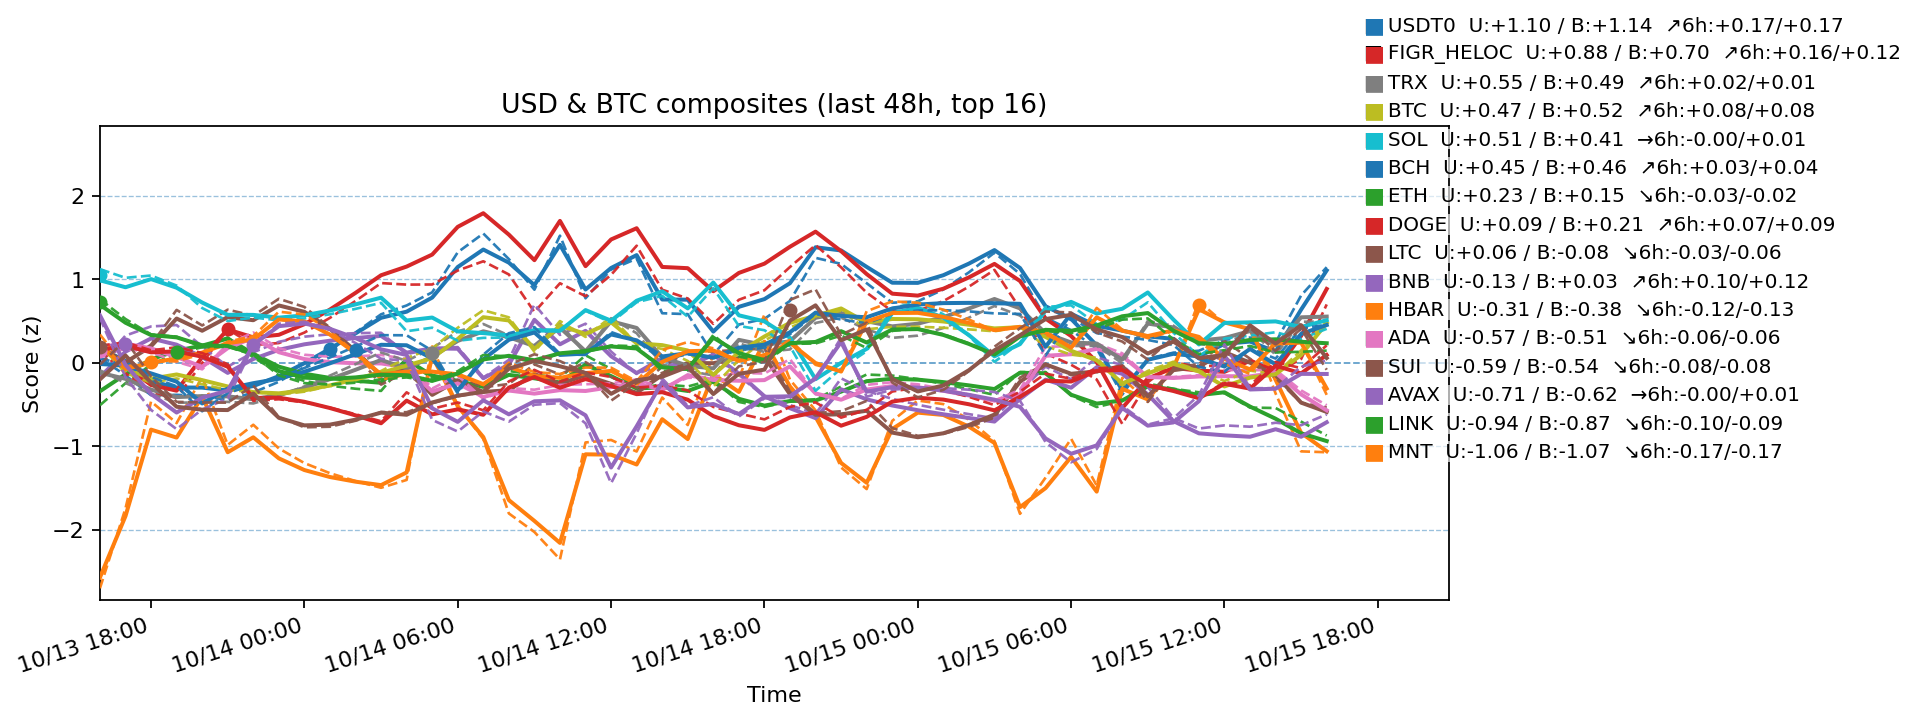 USDT0 U:+1.10 / B:+1.14 ↗6h:+0.17/+0.17
FIGR_HELOC U:+0.88 / B:+0.70 ↗6h:+0.16/+0.12
TRX U:+0.55 / B:+0.49 ↗6h:+0.02/+0.01
BTC U:+0.47 / B:+0.52 ↗6h:+0.08/+0.08
SOL U:+0.51 / B:+0.41 →6h:-0.00/+0.01
BCH U:+0.45 / B:+0.46 ↗6h:+0.03/+0.04
ETH U:+0.23 / B:+0.15 ↘6h:-0.03/-0.02
DOGE U:+0.09 / B:+0.21 ↗6h:+0.07/+0.09
LTC U:+0.06 / B:-0.08 ↘6h:-0.03/-0.06
BNB U:-0.13 / B:+0.03 ↗6h:+0.10/+0.12
HBAR U:-0.31 / B:-0.38 ↘6h:-0.12/-0.13
ADA U:-0.57 / B:-0.51 ↘6h:-0.06/-0.06
SUI U:-0.59 / B:-0.54 ↘6h:-0.08/-0.08
AVAX U:-0.71 / B:-0.62 →6h:-0.00/+0.01
LINK U:-0.94 / B:-0.87 ↘6h:-0.10/-0.09
MNT U:-1.06 / B:-1.07 ↘6h:-0.17/-0.17
USD & BTC composites (last 48h, top 16)
Score (z)
2
1
0
−1
−2
10/13 18:00
10/14 00:00
10/14 06:00
10/14 12:00
10/14 18:00
10/15 00:00
10/15 06:00
10/15 12:00
10/15 18:00
Time